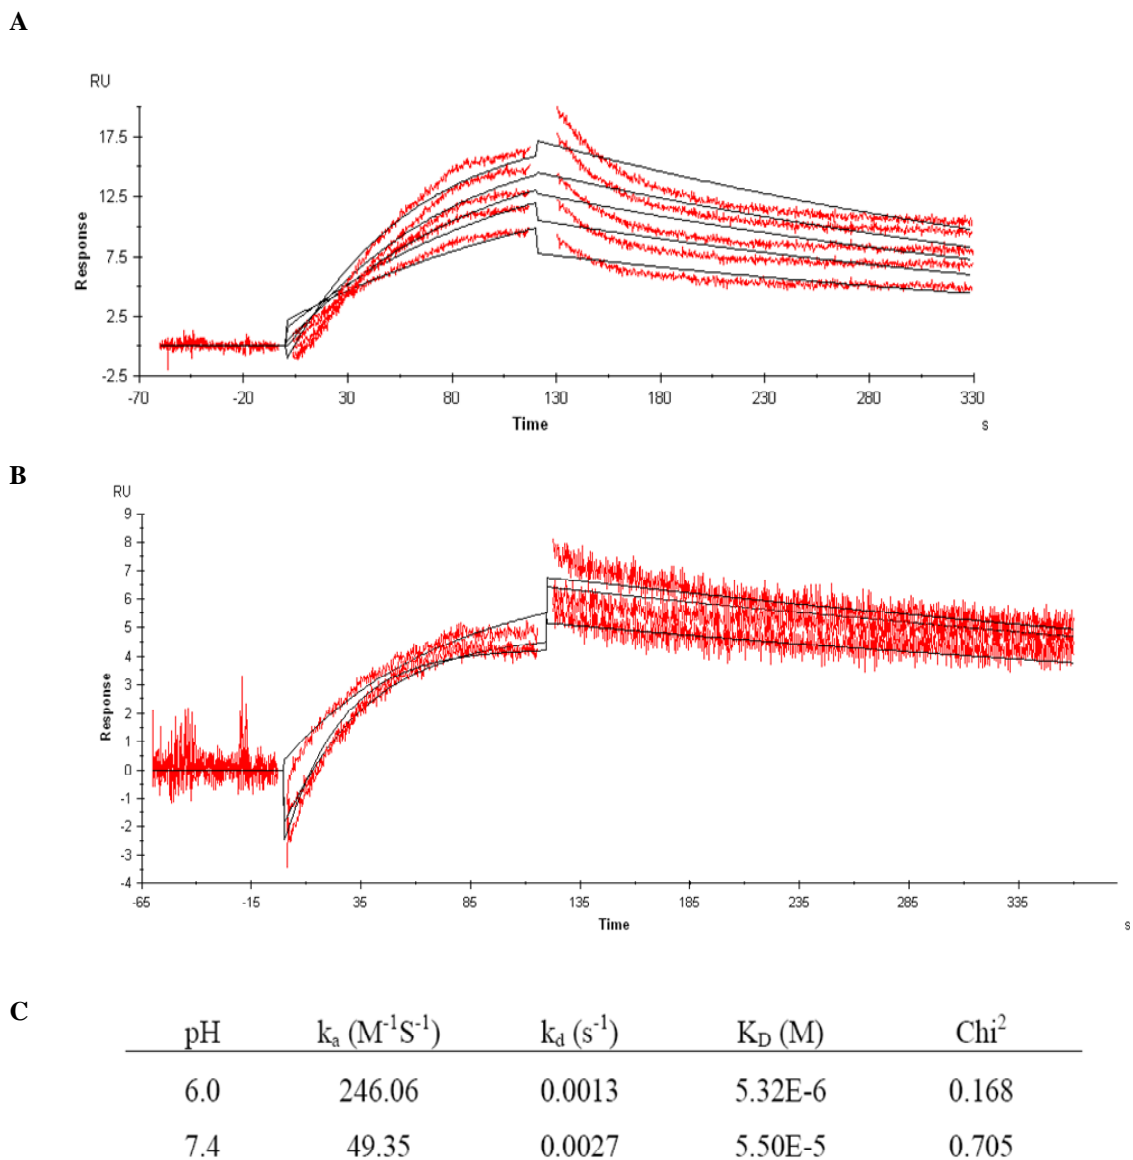 A
RU
17.5
12.5
7.5
2.5
-2.5
Response
-70 -20 30 80 130 180 230 280 330
Time
s
B
RU
9
8
7
6
5
4
3
2
1
0
-1
-2
-3
-4
Response
-65 -15 35 85 135 185 235 285 335
Time
s
C
pH ka (M-1S-1) kd (s-1) KD (M) Chi2
6.0 246.06 0.0013 5.32E-6 0.168
7.4 49.35 0.0027 5.50E-5 0.705